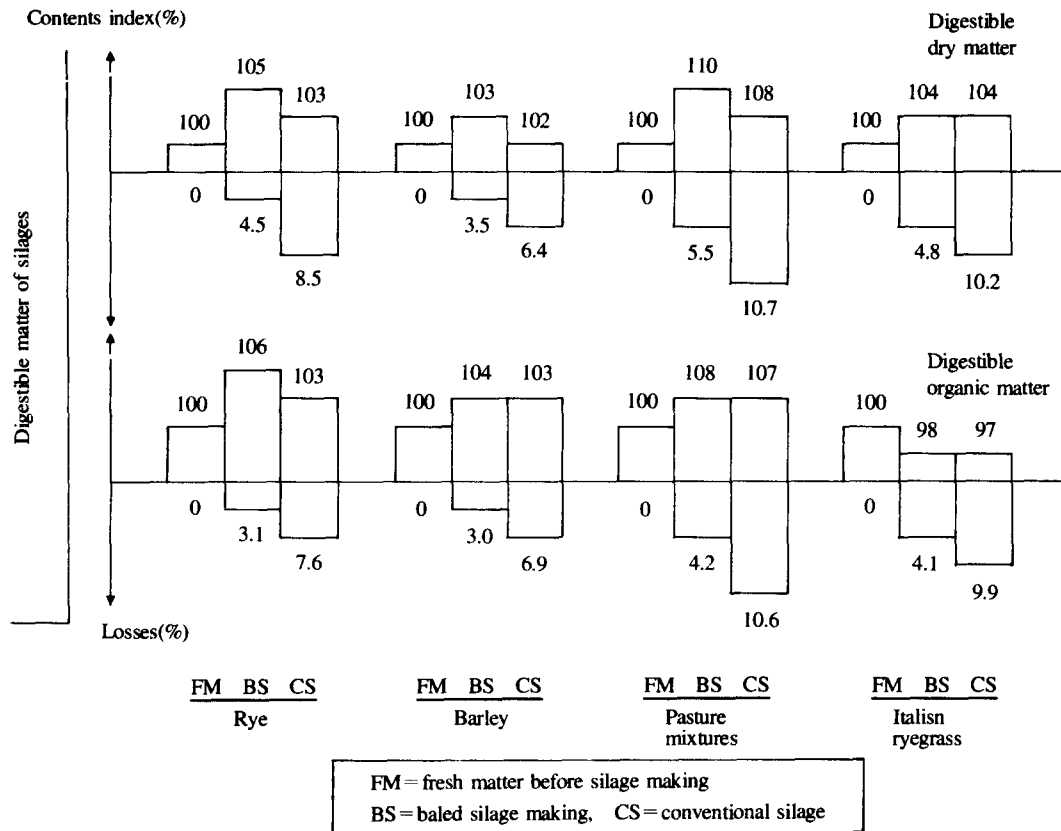 Contents index(%)
Digestible matter of silages
Digestible
dry matter
100 105 103 100 103 102 100 110 108 100 104 104
0 4.5 8.5 0 3.5 6.4 0 5.5 10.7 0 4.8 10.2
Digestible
organic matter
100 106 103 100 104 103 100 108 107 100 98 97
0 3.1 7.6 0 3.0 6.9 0 4.2 10.6 0 4.1 9.9
Losses(%)
FM BS CS FM BS CS FM BS CS FM BS CS
Rye
Barley
Pasture
mixtures
Italisn
ryegrass
FM=fresh matter before silage making
BS=baled silage making, CS=conventional silage